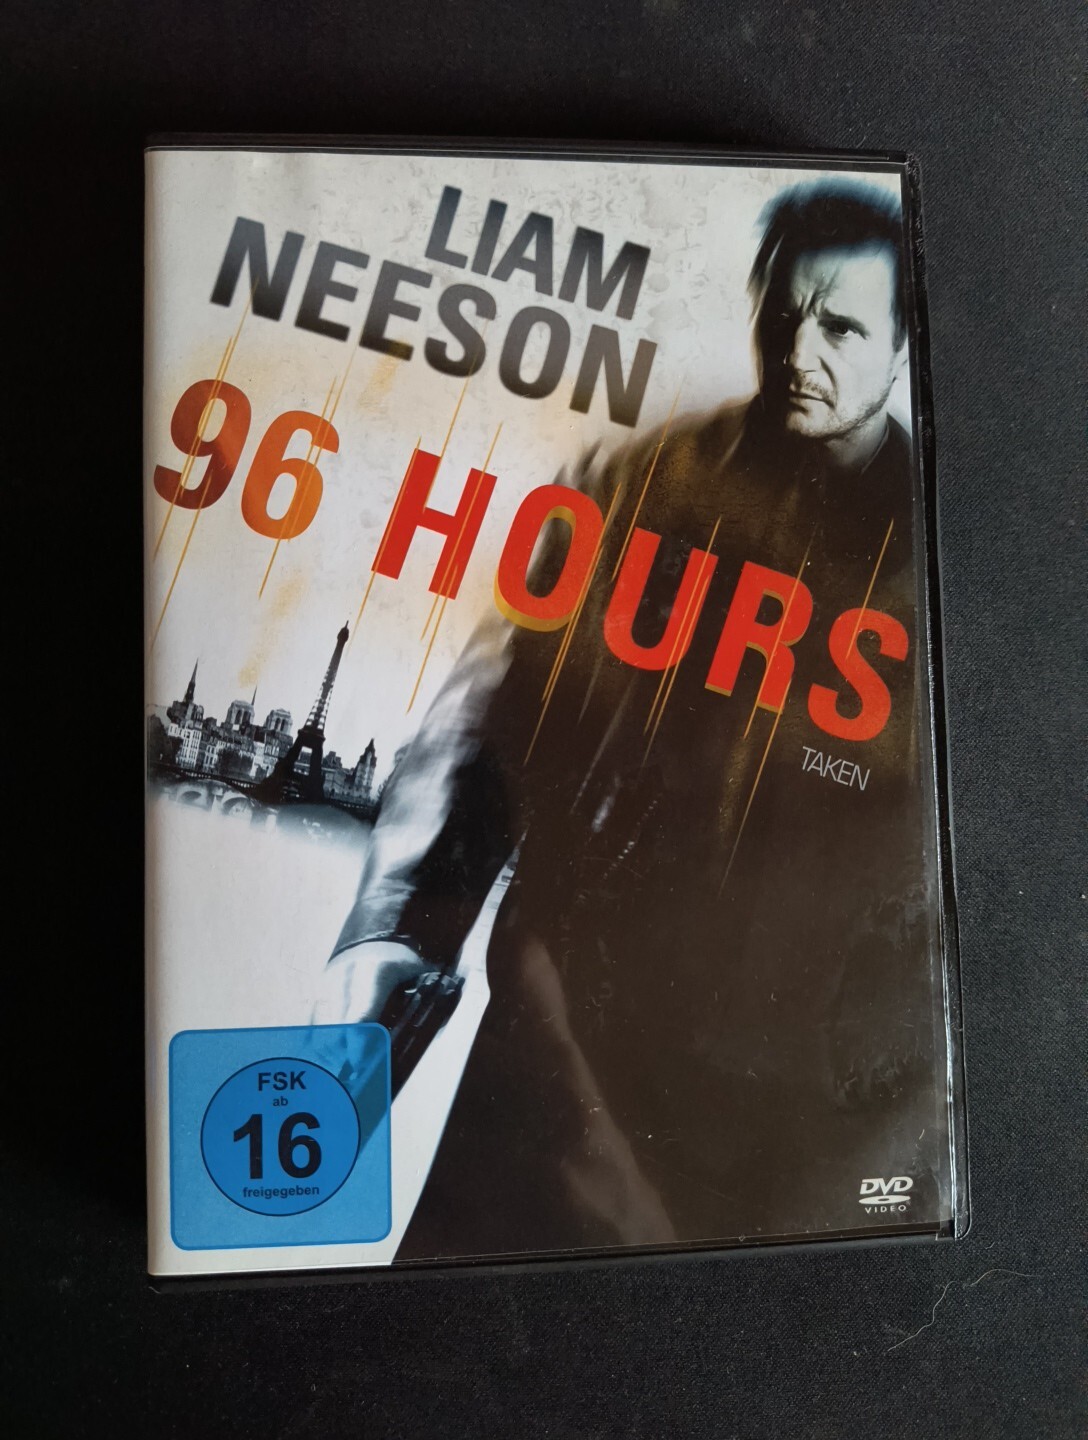 LIAM
NEESON
96 HOURS
TAKEN
FSK
ab
16
freigegeben
DVD
VIDEO